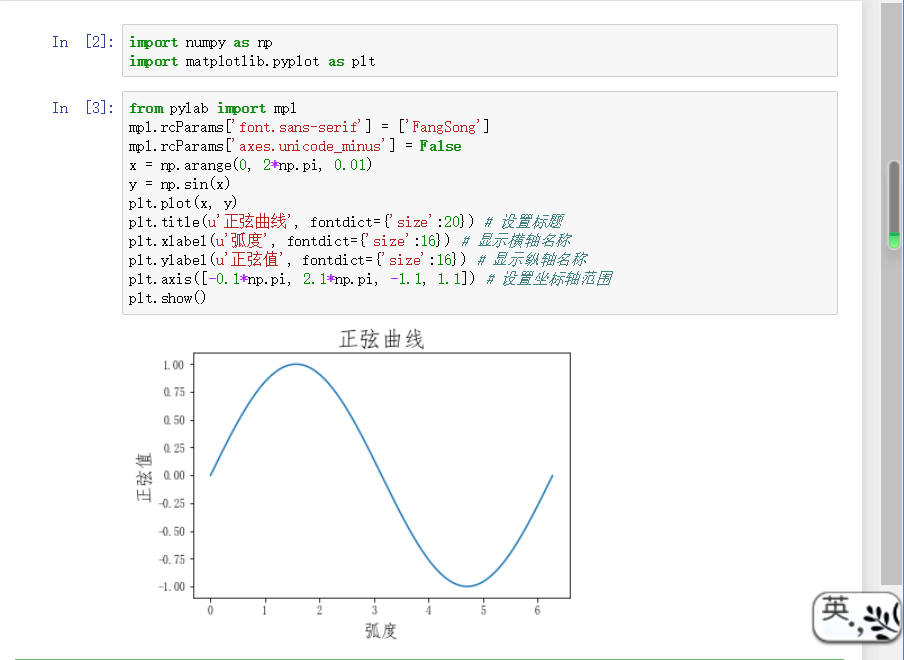 In [2]:
import numpy as np
import matplotlib.pyplot as plt
In [3]:
from pylab import mpl
mpl.rcParams['font.sans-serif'] = ['FangSong']
mpl.rcParams['axes.unicode_minus'] = False
x = np.arange(0, 2*np.pi, 0.01)
y = np.sin(x)
plt.plot(x, y)
plt.title(u'正弦曲线', fontdict={'size':20}) # 设置标题
plt.xlabel(u'弧度', fontdict={'size':16}) # 显示横轴名称
plt.ylabel(u'正弦值', fontdict={'size':16}) # 显示纵轴名称
plt.axis([-0.1*np.pi, 2.1*np.pi, -1.1, 1.1]) # 设置坐标轴范围
plt.show()
正弦曲线
1.00
0.75
0.50
0.25
0.00
-0.25
-0.50
-0.75
-1.00
正弦值
0 1 2 3 4 5 6
弧度
英